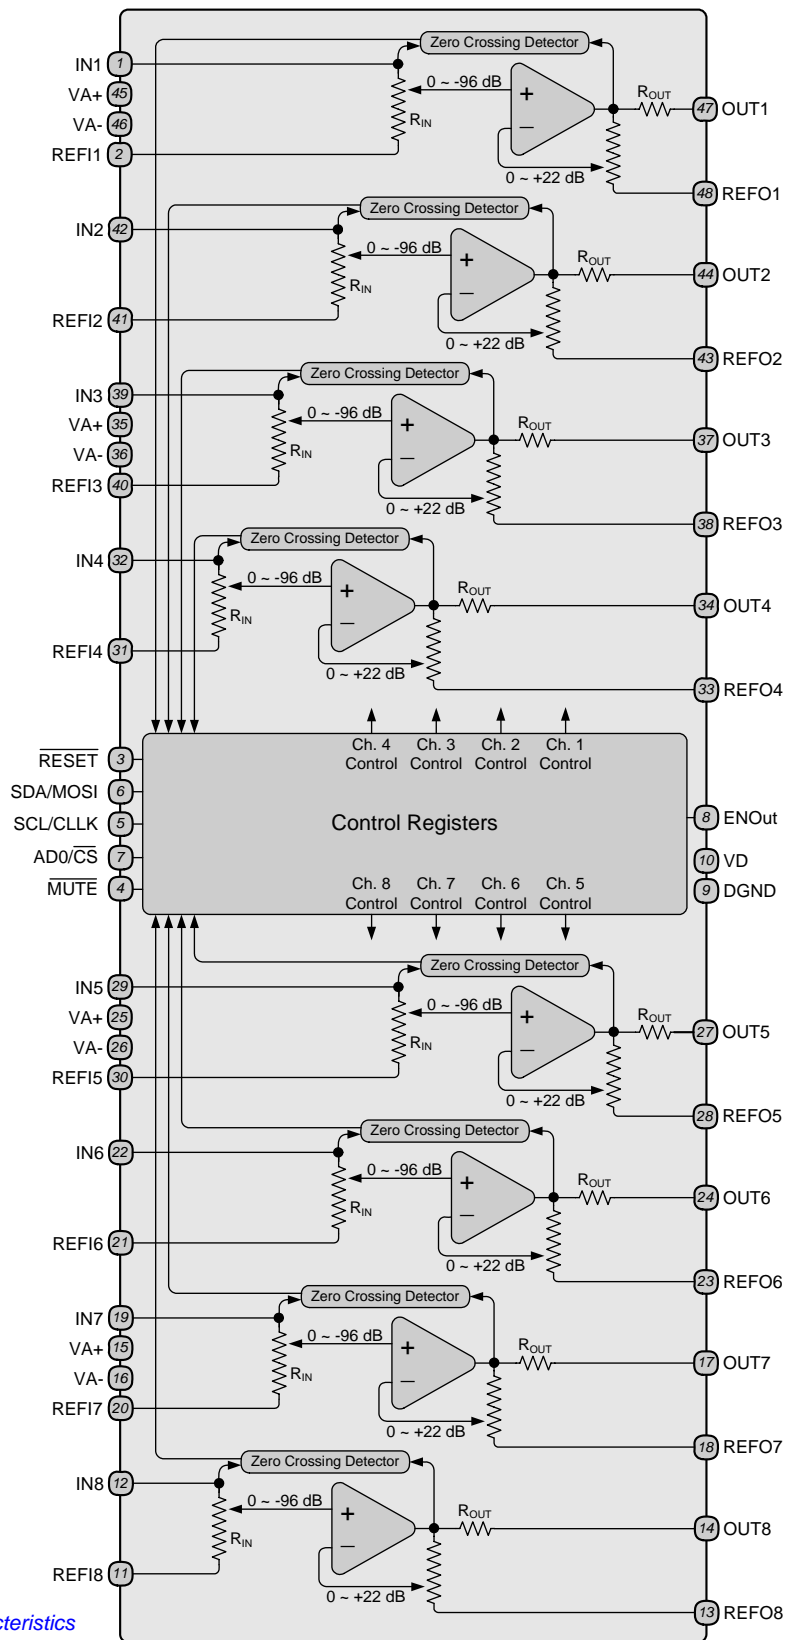 Zero Crossing Detector
IN1 1
0 ~ -96 dB
VA+ 45
+
ROUT
47 OUT1
VA- 46
RIN
−
REFI1 2
0 ~ +22 dB
48 REFO1
Zero Crossing Detector
IN2 42
0 ~ -96 dB
+
ROUT
44 OUT2
RIN
−
REFI2 41
0 ~ +22 dB
43 REFO2
Zero Crossing Detector
IN3 39
0 ~ -96 dB
VA+ 35
+
ROUT
37 OUT3
VA- 36
RIN
−
REFI3 40
0 ~ +22 dB
38 REFO3
Zero Crossing Detector
IN4 32
0 ~ -96 dB
+
ROUT
34 OUT4
RIN
−
REFI4 31
0 ~ +22 dB
33 REFO4
Ch. 4 Control
Ch. 3 Control
Ch. 2 Control
Ch. 1 Control
RESET 3
SDA/MOSI 6
SCL/CLLK 5
AD0/CS 7
MUTE 4
Control Registers
8 ENOut
10 VD
9 DGND
Ch. 8 Control
Ch. 7 Control
Ch. 6 Control
Ch. 5 Control
Zero Crossing Detector
IN5 29
0 ~ -96 dB
VA+ 25
+
ROUT
27 OUT5
VA- 26
RIN
−
REFI5 30
0 ~ +22 dB
28 REFO5
Zero Crossing Detector
IN6 22
0 ~ -96 dB
+
ROUT
24 OUT6
RIN
−
REFI6 21
0 ~ +22 dB
23 REFO6
Zero Crossing Detector
IN7 19
0 ~ -96 dB
VA+ 15
+
ROUT
17 OUT7
VA- 16
RIN
−
REFI7 20
0 ~ +22 dB
18 REFO7
Zero Crossing Detector
IN8 12
0 ~ -96 dB
+
ROUT
14 OUT8
RIN
−
REFI8 11
0 ~ +22 dB
13 REFO8